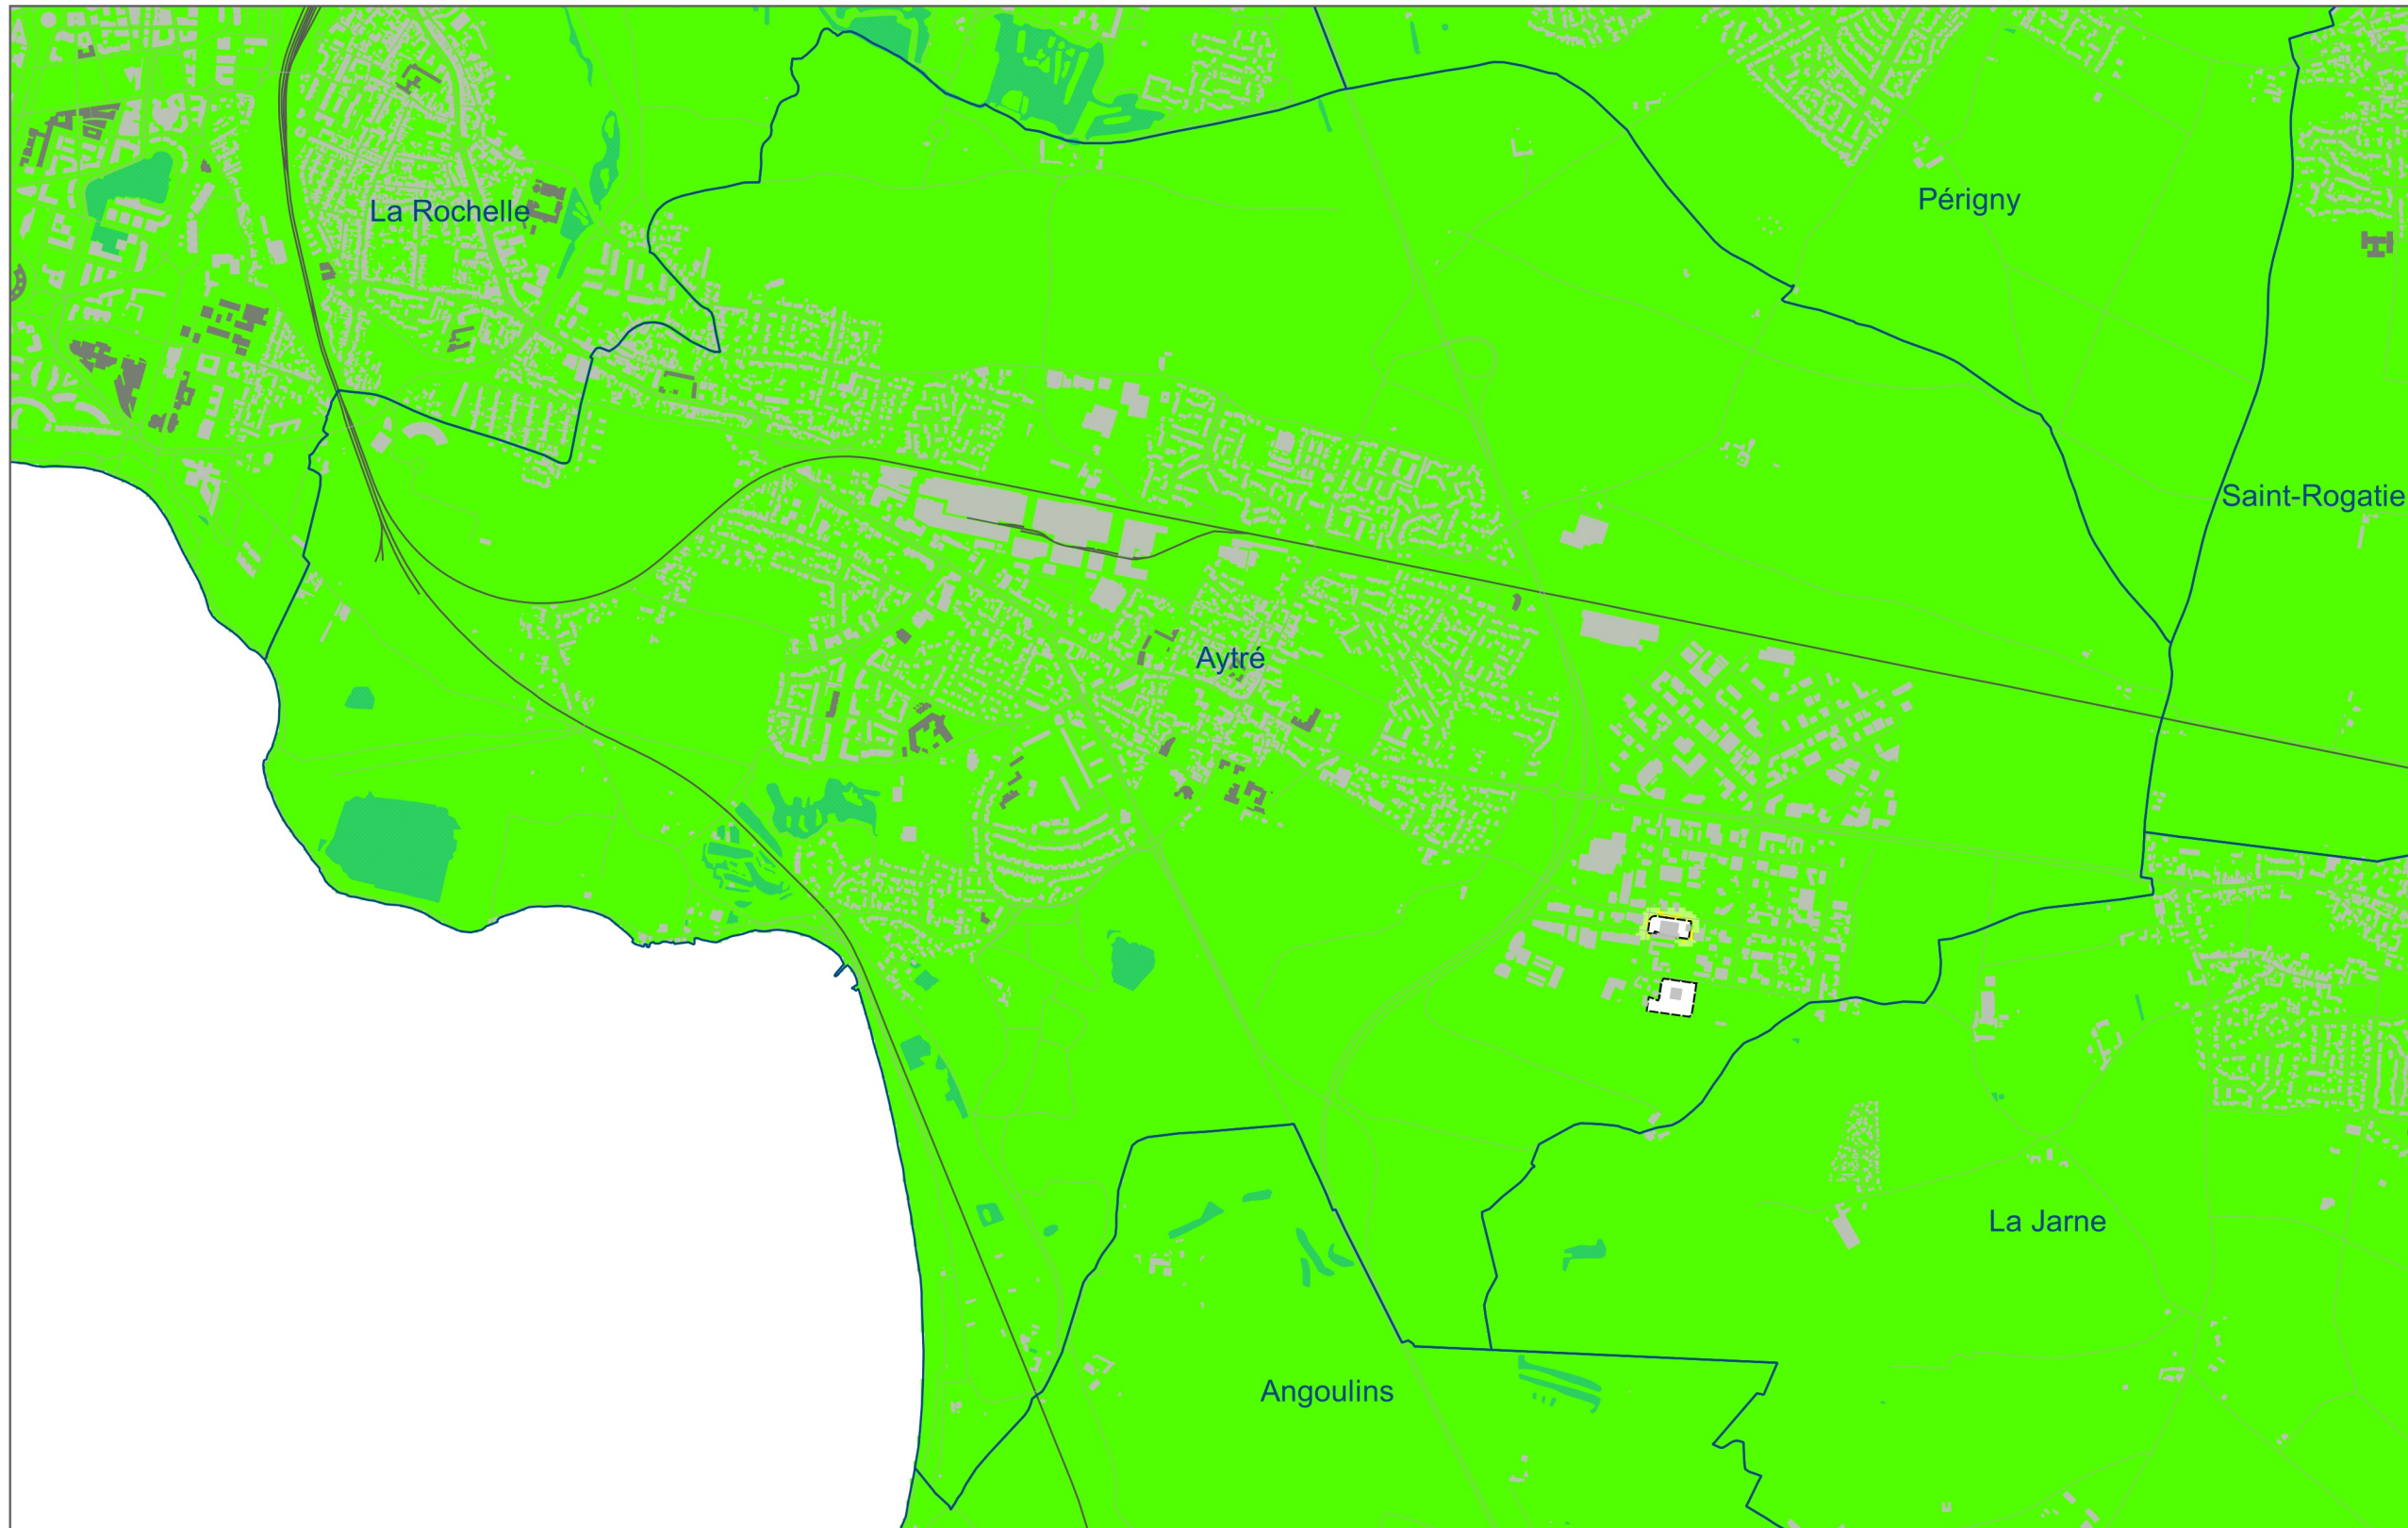 Périgny
La Rochelle
Saint-Rogatie
Aytré
La Jarne
Angoulins